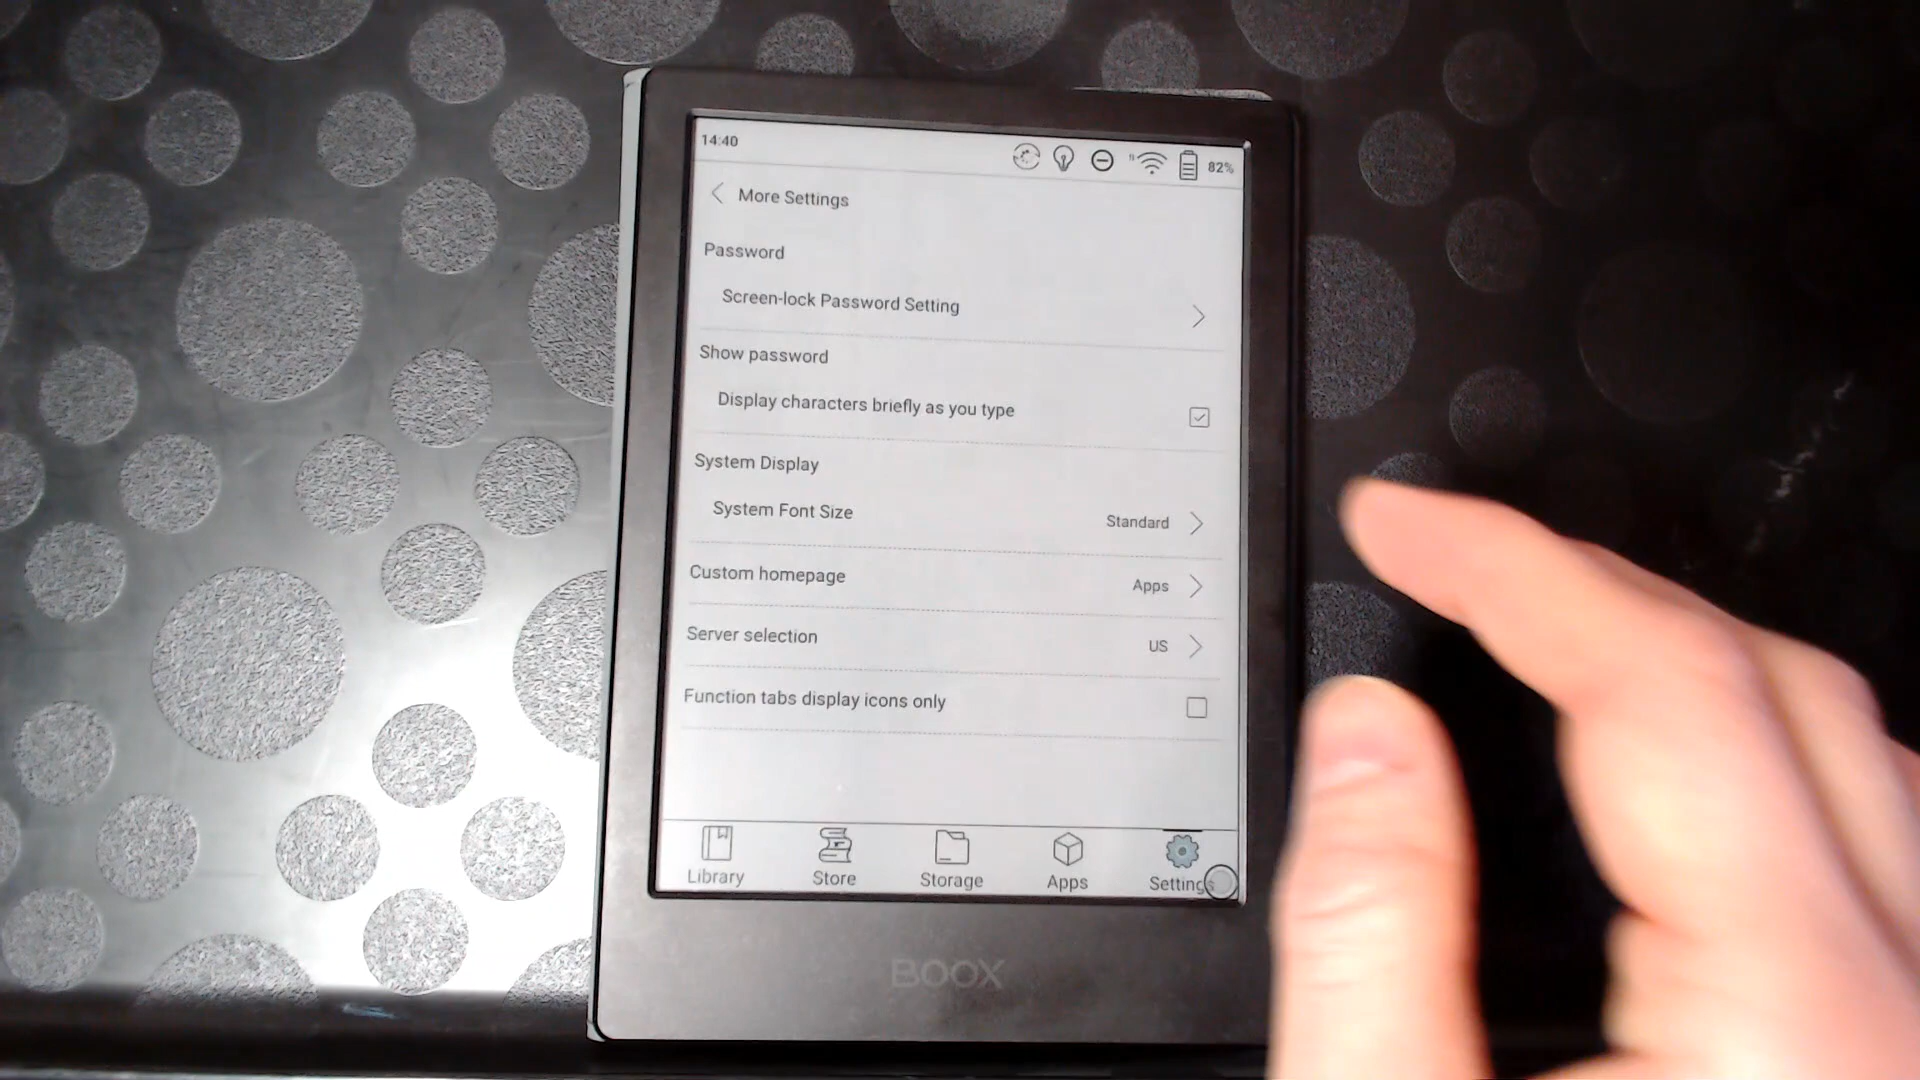 14:40
82%
More Settings
Password
Screen-lock Password Setting
Show password
Display characters briefly as you type
System Display
System Font Size Standard
Custom homepage Apps
Server selection US
Function tabs display icons only
Library Store Storage Apps Settings
BOOX